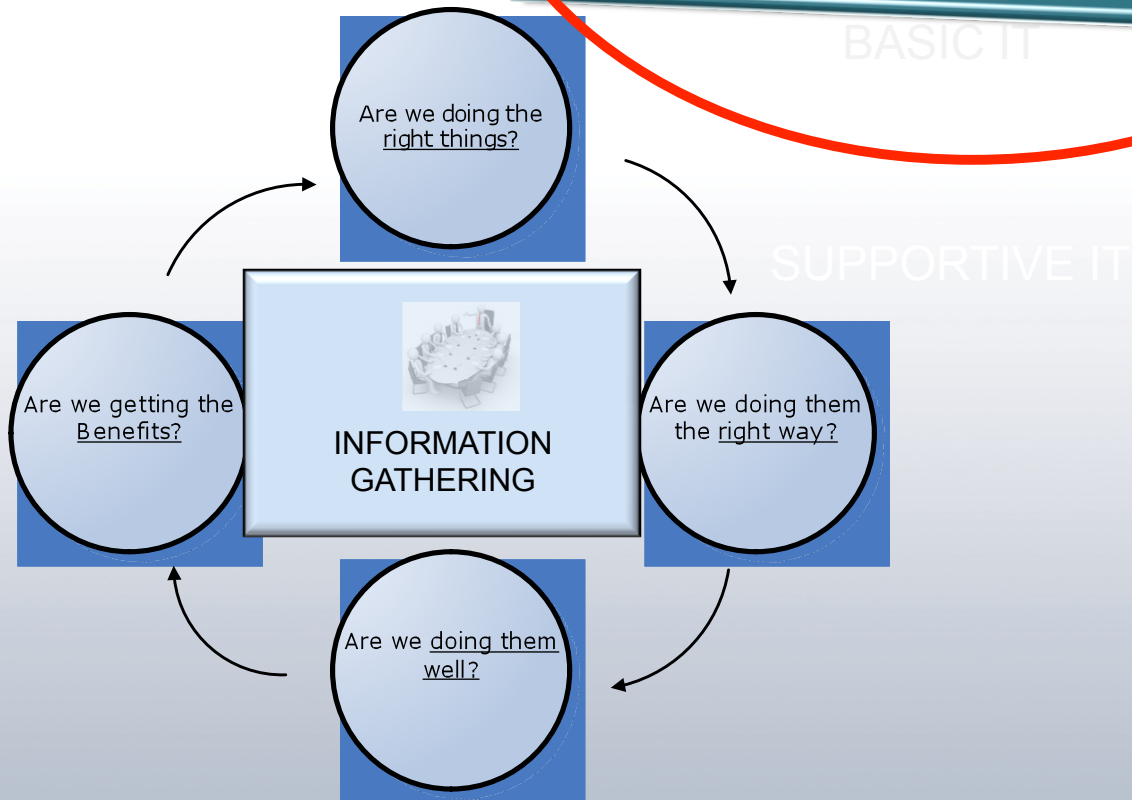 BASIC IT
Are we doing the
right things?
SUPPORTIVE IT
Are we getting the
Benefits?
INFORMATION
GATHERING
Are we doing them
the right way?
Are we doing them
well?